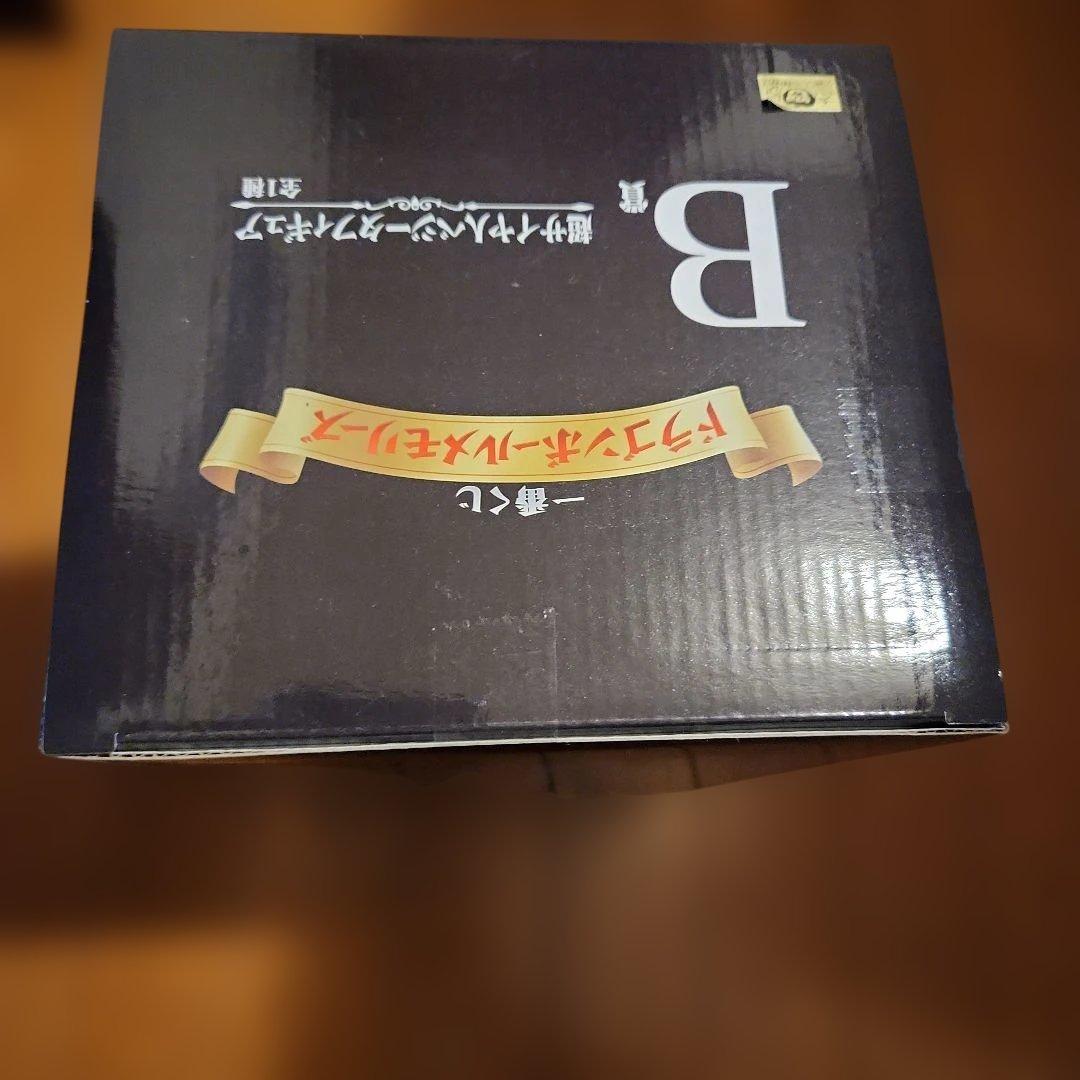 一番くじ
ドラゴンボールメモリーズ
B賞
超サイヤ人ベジータフィギュア
全1種